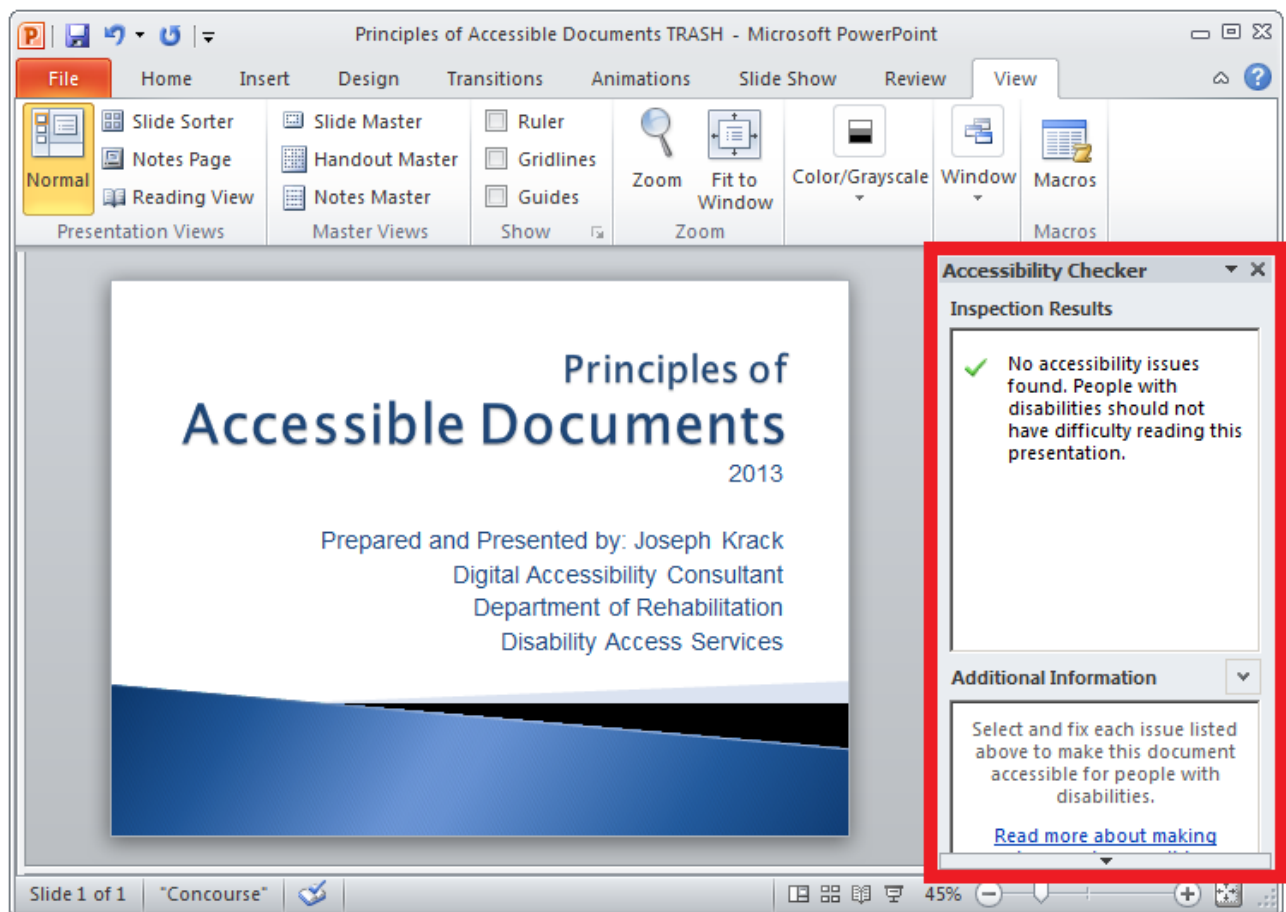 Principles of Accessible Documents TRASH - Microsoft PowerPoint
File Home Insert Design Transitions Animations Slide Show Review View
Normal
Slide Sorter
Notes Page
Reading View
Presentation Views
Slide Master
Handout Master
Notes Master
Master Views
Ruler
Gridlines
Guides
Show
Zoom
Fit to
Window
Zoom
Color/Grayscale
Window
Macros
Macros
Principles of
Accessible Documents
2013
Prepared and Presented by: Joseph Krack
Digital Accessibility Consultant
Department of Rehabilitation
Disability Access Services
Accessibility Checker
Inspection Results
No accessibility issues
found. People with
disabilities should not
have difficulty reading this
presentation.
Additional Information
Select and fix each issue listed
above to make this document
accessible for people with
disabilities.
Read more about making
Slide 1 of 1 "Concourse" 45%